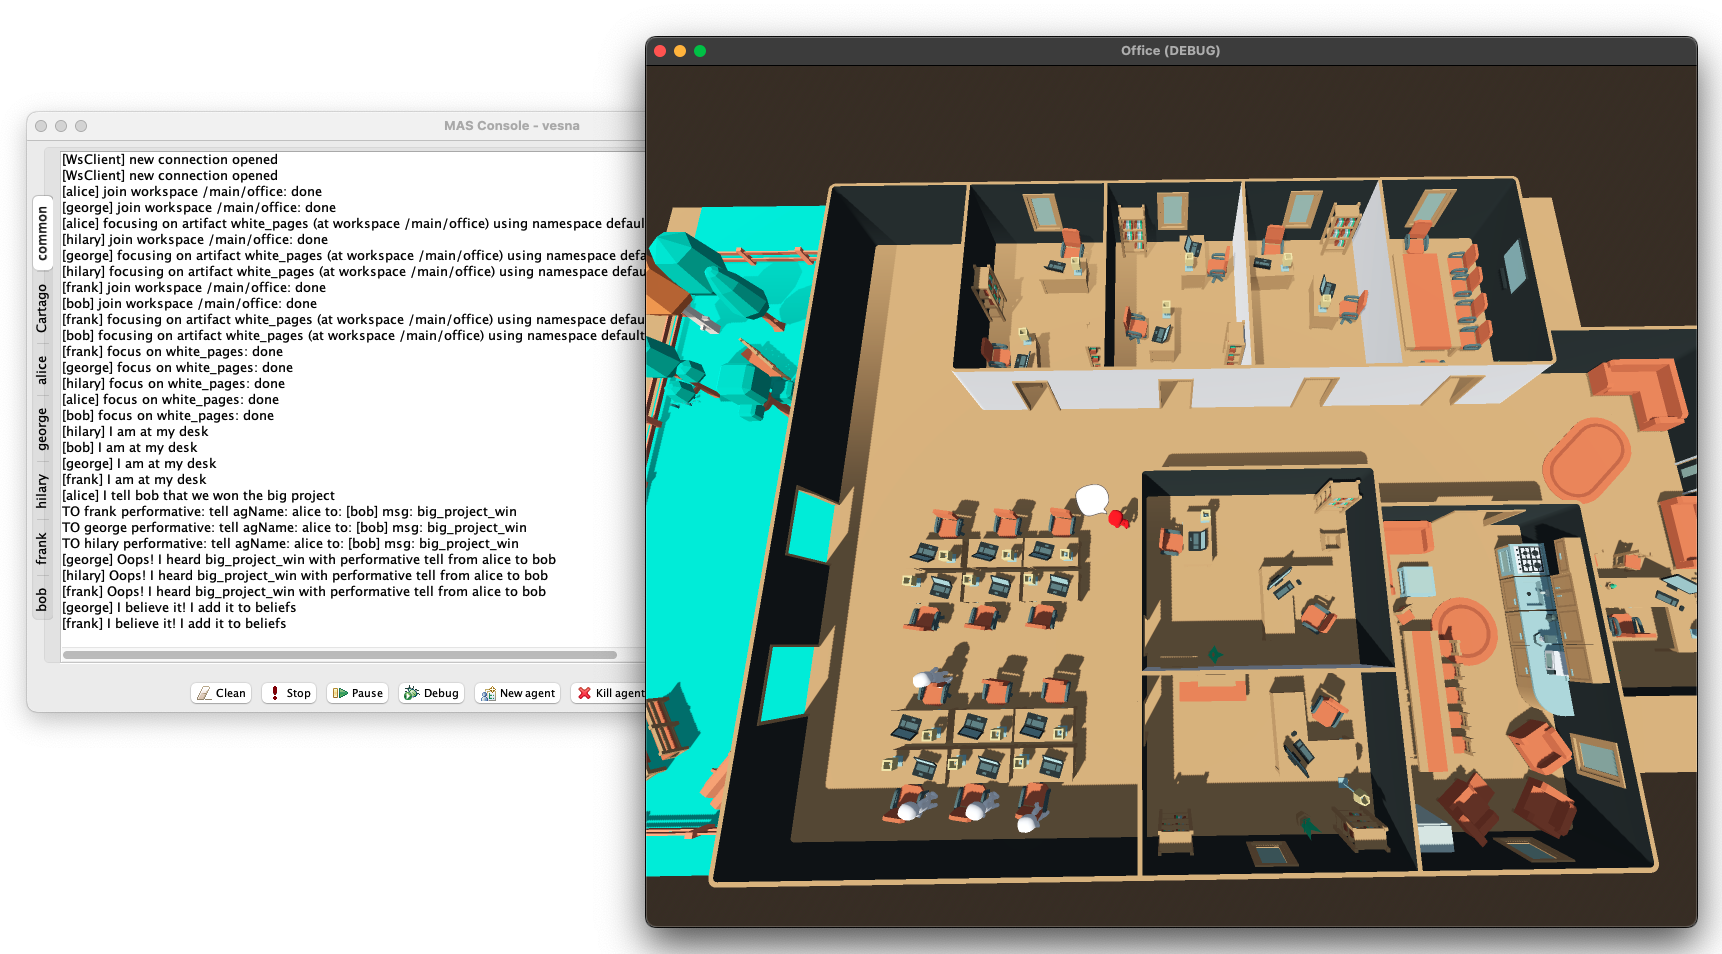 MAS Console - vesna
common
Cartago
alice
george
hilary
frank
bob
[WsClient] new connection opened
[WsClient] new connection opened
[alice] join workspace /main/office: done
[george] join workspace /main/office: done
[alice] focusing on artifact white_pages (at workspace /main/office) using namespace defaul
[hilary] join workspace /main/office: done
[george] focusing on artifact white_pages (at workspace /main/office) using namespace defa
[hilary] focusing on artifact white_pages (at workspace /main/office) using namespace defau
[frank] join workspace /main/office: done
[bob] join workspace /main/office: done
[frank] focusing on artifact white_pages (at workspace /main/office) using namespace defau
[bob] focusing on artifact white_pages (at workspace /main/office) using namespace default
[frank] focus on white_pages: done
[george] focus on white_pages: done
[hilary] focus on white_pages: done
[alice] focus on white_pages: done
[bob] focus on white_pages: done
[hilary] I am at my desk
[bob] I am at my desk
[george] I am at my desk
[frank] I am at my desk
[alice] I tell bob that we won the big project
TO frank performative: tell agName: alice to: [bob] msg: big_project_win
TO george performative: tell agName: alice to: [bob] msg: big_project_win
TO hilary performative: tell agName: alice to: [bob] msg: big_project_win
[george] Oops! I heard big_project_win with performative tell from alice to bob
[hilary] Oops! I heard big_project_win with performative tell from alice to bob
[frank] Oops! I heard big_project_win with performative tell from alice to bob
[george] I believe it! I add it to beliefs
[frank] I believe it! I add it to beliefs
Clean Stop Pause Debug New agent Kill agent
Office (DEBUG)